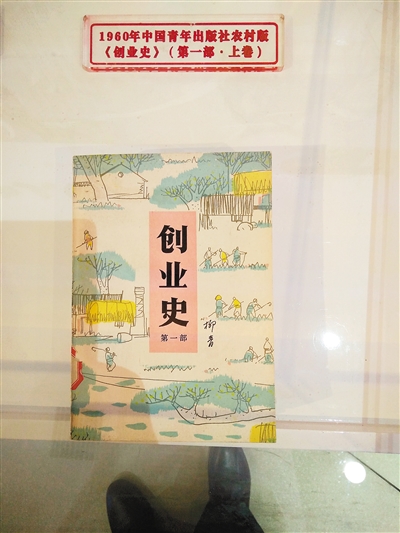 1960年中国青年出版社农村版
《创业史》(第一部·上卷)
创业史
第一部
柳青